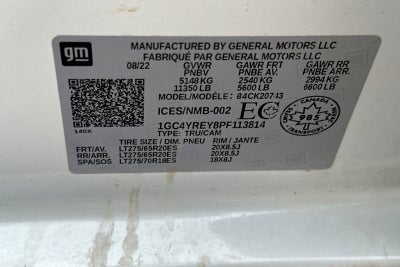 gm
MANUFACTURED BY GENERAL MOTORS LLC
FABRIQUÉ PAR GENERAL MOTORS LLC
08/22 GVWR GAWR FRT GAWR RR
PNBV PNBE AV. PNBE ARR.
5148 KG 2540 KG 2994 KG
11350 LB 5600 LB 6600 LB
MODEL/MODÈLE: 84CK20743
ICES/NMB-002 EC
1GC4YREY8PF113814
TYPE: TRU/CAM
140X
CANADA
985
TIRE SIZE / DIM. PNEU RIM / JANTE
FRT/AV. LT275/65R20ES 20X8.5J
RR/ARR. LT275/65R20ES 20X8.5J
SPA/SOS LT275/70R18ES 18X8J